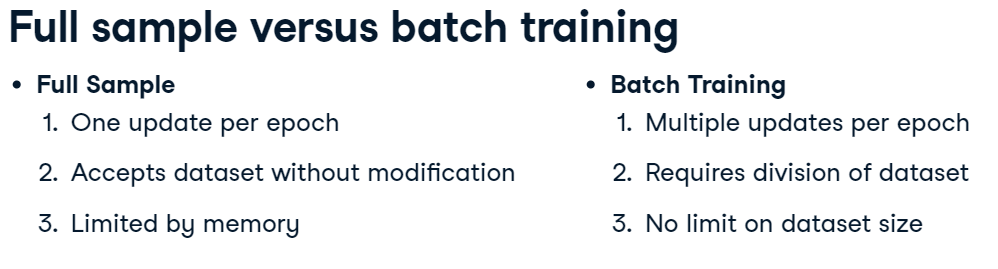 Full sample versus batch training
• Full Sample
1. One update per epoch
2. Accepts dataset without modification
3. Limited by memory
• Batch Training
1. Multiple updates per epoch
2. Requires division of dataset
3. No limit on dataset size